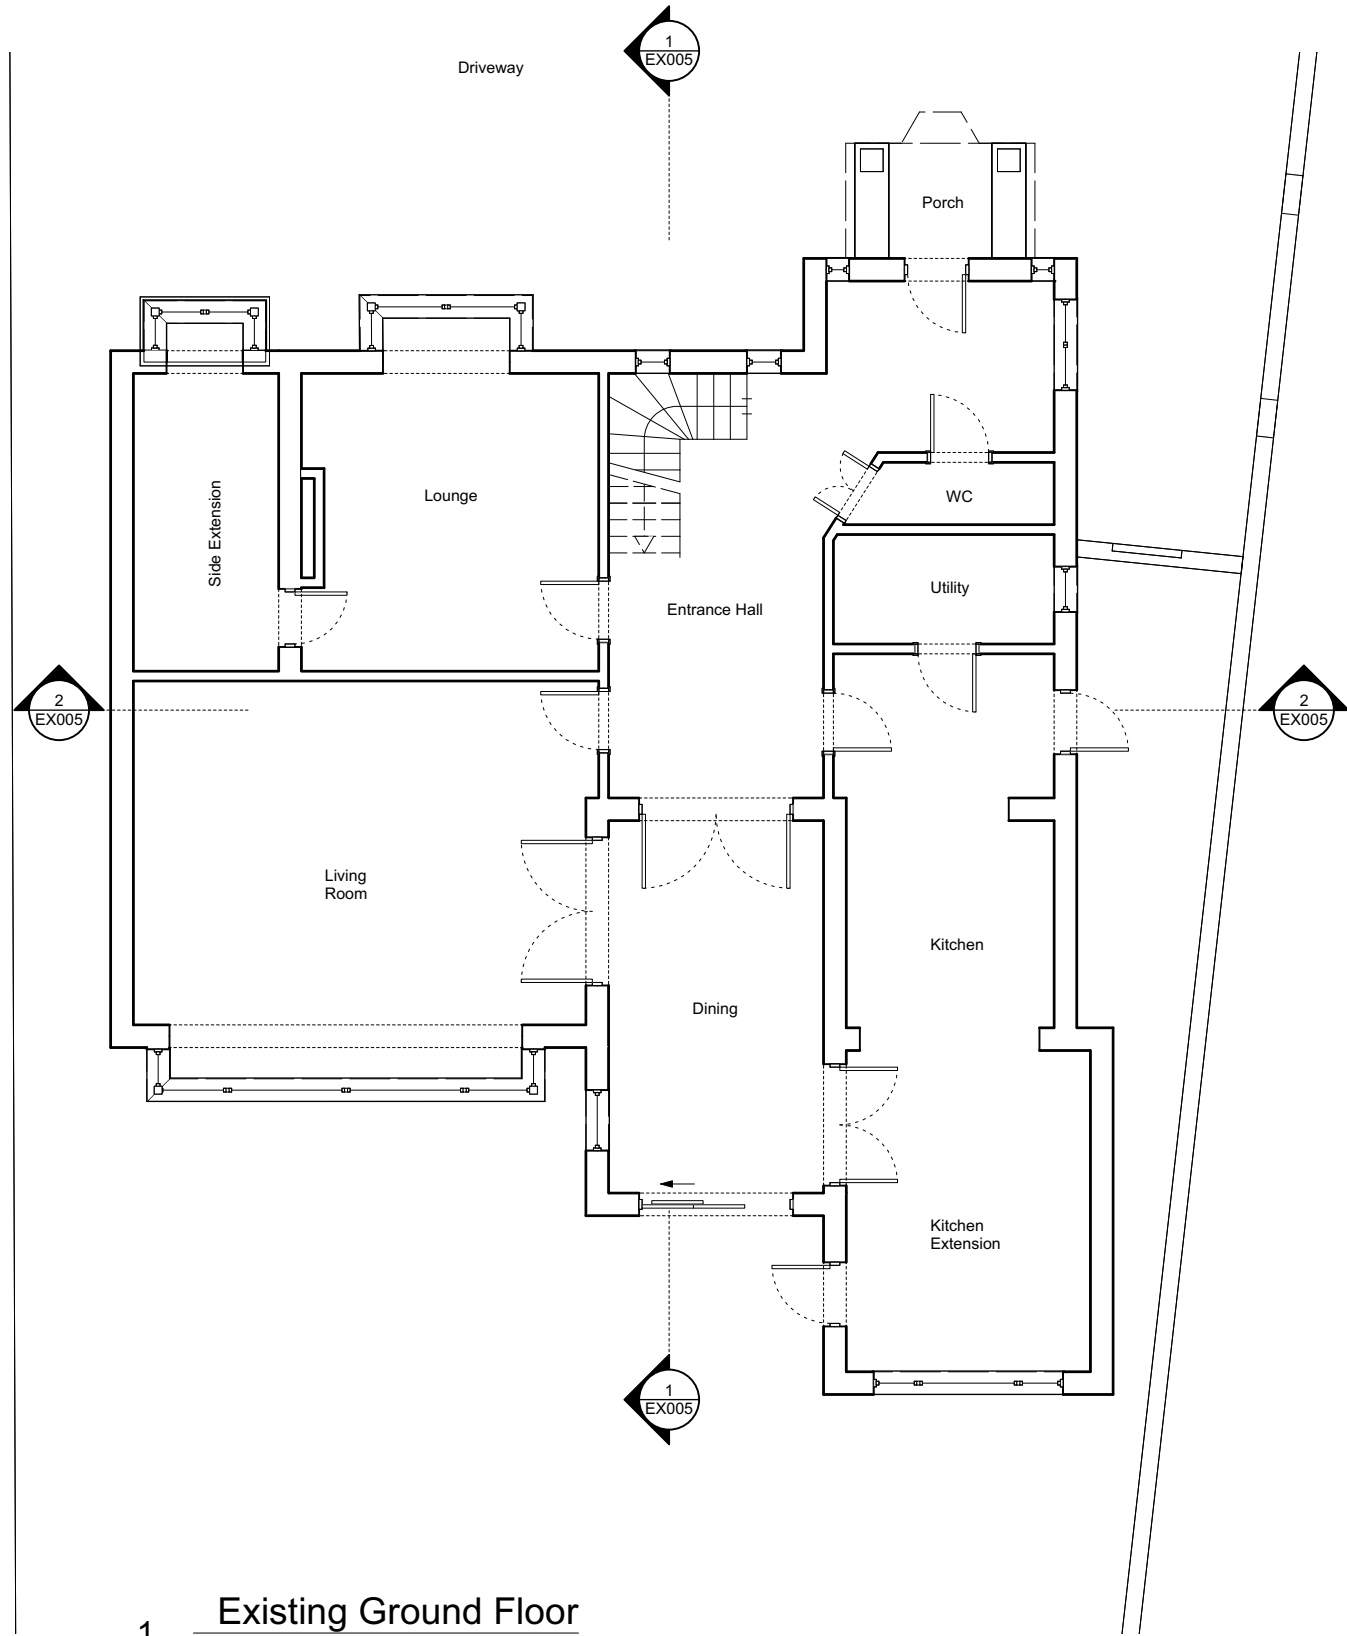 1
EX005
Driveway
Porch
Side Extension
Lounge
WC
Utility
Entrance Hall
2
EX005
2
EX005
Living
Room
Kitchen
Dining
Kitchen
Extension
1
EX005
Existing Ground Floor
1